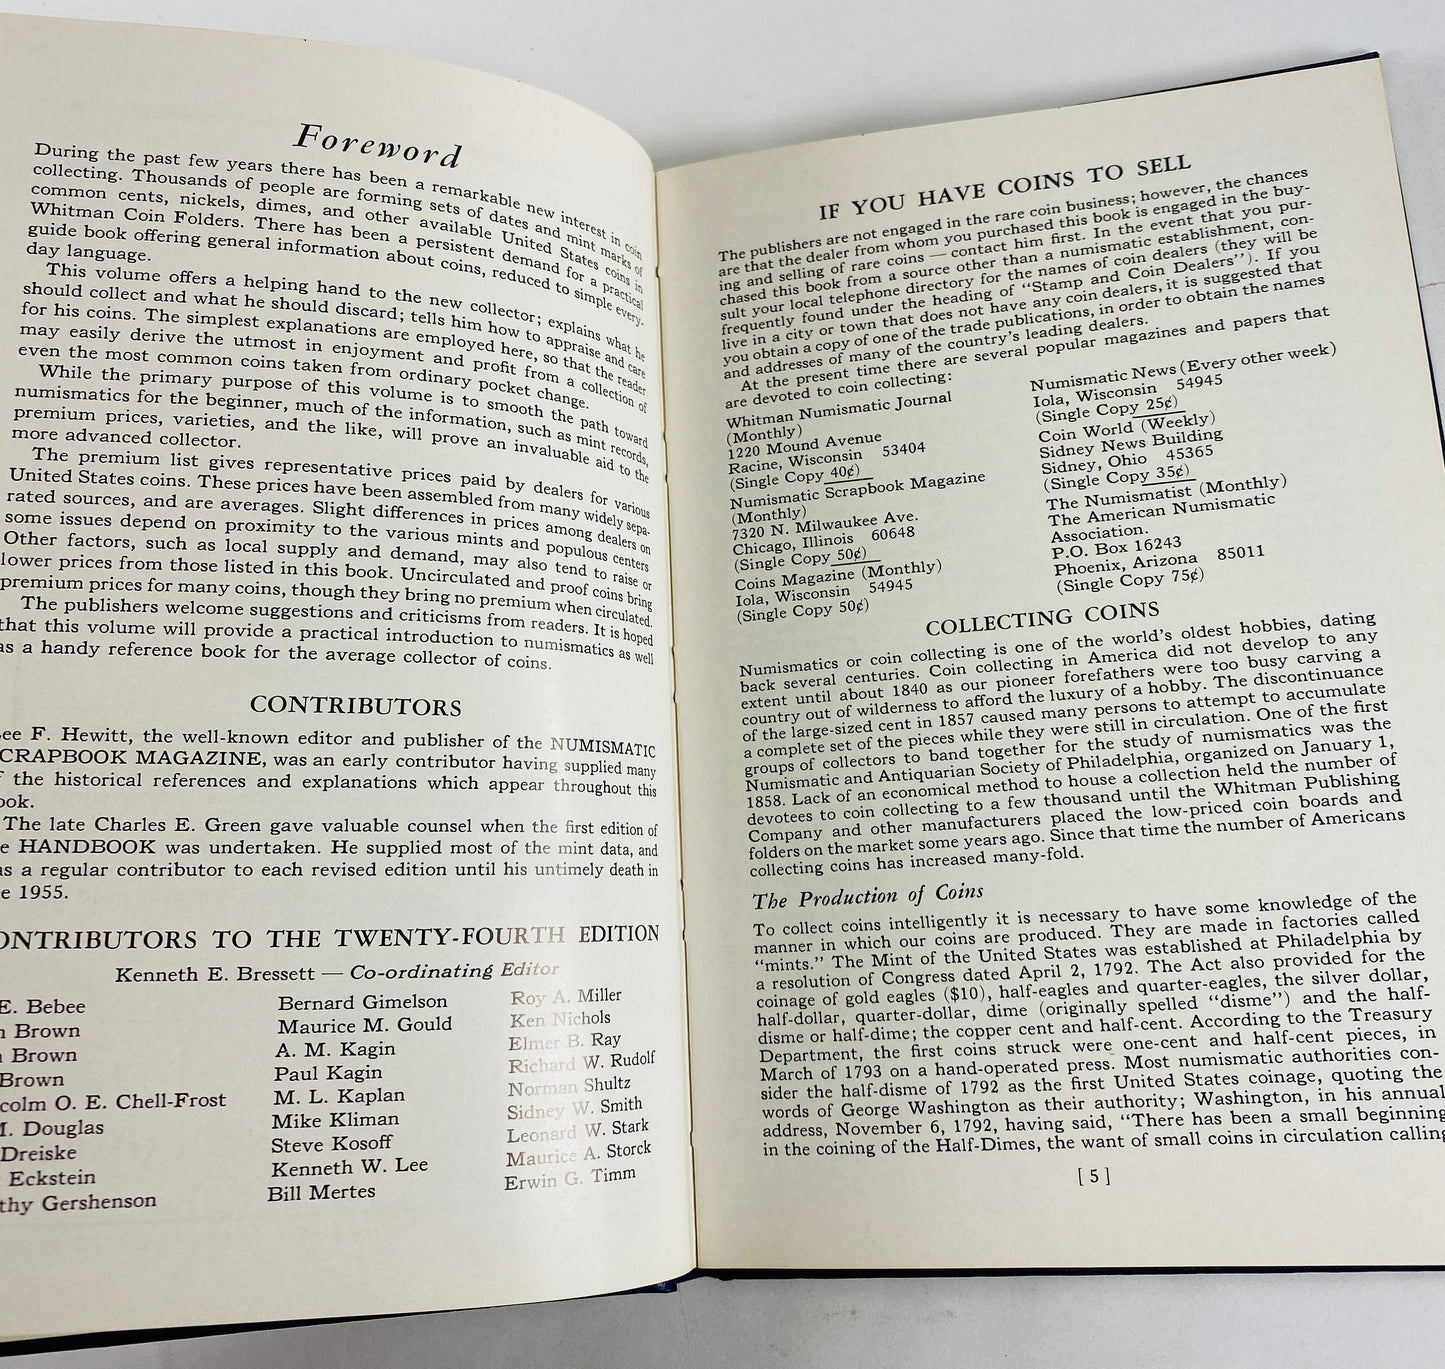 Foreword
During the past few years there has been a remarkable new interest in coin
collecting. Thousands of people are forming sets of dates and mint marks of
common cents, nickels, dimes, and other available United States coins in
Whitman Coin Folders. There has been a persistent demand for a practical
guide book offering general information about coins, reduced to simple every-
day language.
This volume offers a helping hand to the new collector; explains what he
should collect and what he should discard; tells him how to appraise and care
for his coins. The simplest explanations are employed here, so that the reader
may easily derive the utmost in enjoyment and profit from a collection of
even the most common coins taken from ordinary pocket change.
While the primary purpose of this volume is to smooth the path toward
numismatics for the beginner, much of the information, such as mint records,
premium prices, varieties, and the like, will prove an invaluable aid to the
more advanced collector.
The premium list gives representative prices paid by dealers for various
United States coins. These prices have been assembled from many widely sepa-
rated sources, and are averages. Slight differences in prices among dealers on
some issues depend on proximity to the various mints and populous centers
Other factors, such as local supply and demand, may also tend to raise or
lower prices from those listed in this book. Uncirculated and proof coins bring
premium prices for many coins, though they bring no premium when circulated.
The publishers welcome suggestions and criticisms from readers. It is hoped
that this volume will provide a practical introduction to numismatics as well
as a handy reference book for the average collector of coins.
CONTRIBUTORS
ee F. Hewitt, the well-known editor and publisher of the NUMISMATIC
CRAPBOOK MAGAZINE, was an early contributor having supplied many
f the historical references and explanations which appear throughout this
ook.
The late Charles E. Green gave valuable counsel when the first edition of
e HANDBOOK was undertaken. He supplied most of the mint data, and
as a regular contributor to each revised edition until his untimely death in
e 1955.
ONTRIBUTORS TO THE TWENTY-FOURTH EDITION
Kenneth E. Bressett — Co-ordinating Editor
E. Bebee
n Brown
Brown
Brown
colm O. E. Chell-Frost
M. Douglas
Dreiske
Eckstein
thy Gershenson
Bernard Gimelson
Maurice M. Gould
A. M. Kagin
Paul Kagin
M. L. Kaplan
Mike Kliman
Steve Kosoff
Kenneth W. Lee
Bill Mertes
Roy A. Miller
Ken Nichols
Elmer B. Ray
Richard W. Rudolf
Norman Shultz
Sidney W. Smith
Leonard W. Stark
Maurice A. Storck
Erwin G. Timm
IF YOU HAVE COINS TO SELL
The publishers are not engaged in the rare coin business; however, the chances
are that the dealer from whom you purchased this book is engaged in the buy-
ing and selling of rare coins — contact him first. In the event that you pur-
chased this book from a source other than a numismatic establishment, con-
sult your local telephone directory for the names of coin dealers (they will be
frequently found under the heading of "Stamp and Coin Dealers"). If you
live in a city or town that does not have any coin dealers, it is suggested that
you obtain a copy of one of the trade publications, in order to obtain the names
and addresses of many of the country's leading dealers.
At the present time there are several popular magazines and papers that
are devoted to coin collecting:
Whitman Numismatic Journal
(Monthly)
1220 Mound Avenue
Racine, Wisconsin 53404
(Single Copy 40¢)
Numismatic Scrapbook Magazine
(Monthly)
7320 N. Milwaukee Ave.
Chicago, Illinois 60648
(Single Copy 50¢)
Coins Magazine (Monthly)
Iola, Wisconsin 54945
(Single Copy 50¢)
Numismatic News (Every other week)
Iola, Wisconsin 54945
(Single Copy 25¢)
Coin World (Weekly)
Sidney News Building
Sidney, Ohio 45365
(Single Copy 35¢)
The Numismatist (Monthly)
The American Numismatic
Association.
P.O. Box 16243
Phoenix, Arizona 85011
(Single Copy 75¢)
COLLECTING COINS
Numismatics or coin collecting is one of the world's oldest hobbies, dating
back several centuries. Coin collecting in America did not develop to any
extent until about 1840 as our pioneer forefathers were too busy carving a
country out of wilderness to afford the luxury of a hobby. The discontinuance
of the large-sized cent in 1857 caused many persons to attempt to accumulate
a complete set of the pieces while they were still in circulation. One of the first
groups of collectors to band together for the study of numismatics was the
Numismatic and Antiquarian Society of Philadelphia, organized on January 1,
1858. Lack of an economical method to house a collection held the number of
devotees to coin collecting to a few thousand until the Whitman Publishing
Company and other manufacturers placed the low-priced coin boards and
folders on the market some years ago. Since that time the number of Americans
collecting coins has increased many-fold.
The Production of Coins
To collect coins intelligently it is necessary to have some knowledge of the
manner in which our coins are produced. They are made in factories called
"mints." The Mint of the United States was established at Philadelphia by
a resolution of Congress dated April 2, 1792. The Act also provided for the
coinage of gold eagles ($10), half-eagles and quarter-eagles, the silver dollar,
half-dollar, quarter-dollar, dime (originally spelled "disme") and the half-
disme or half-dime; the copper cent and half-cent. According to the Treasury
Department, the first coins struck were one-cent and half-cent pieces, in
March of 1793 on a hand-operated press. Most numismatic authorities con-
sider the half-disme of 1792 as the first United States coinage, quoting the
words of George Washington as their authority; Washington, in his annual
address, November 6, 1792, having said, "There has been a small beginning
in the coining of the Half-Dimes, the want of small coins in circulation calling
[ 5 ]